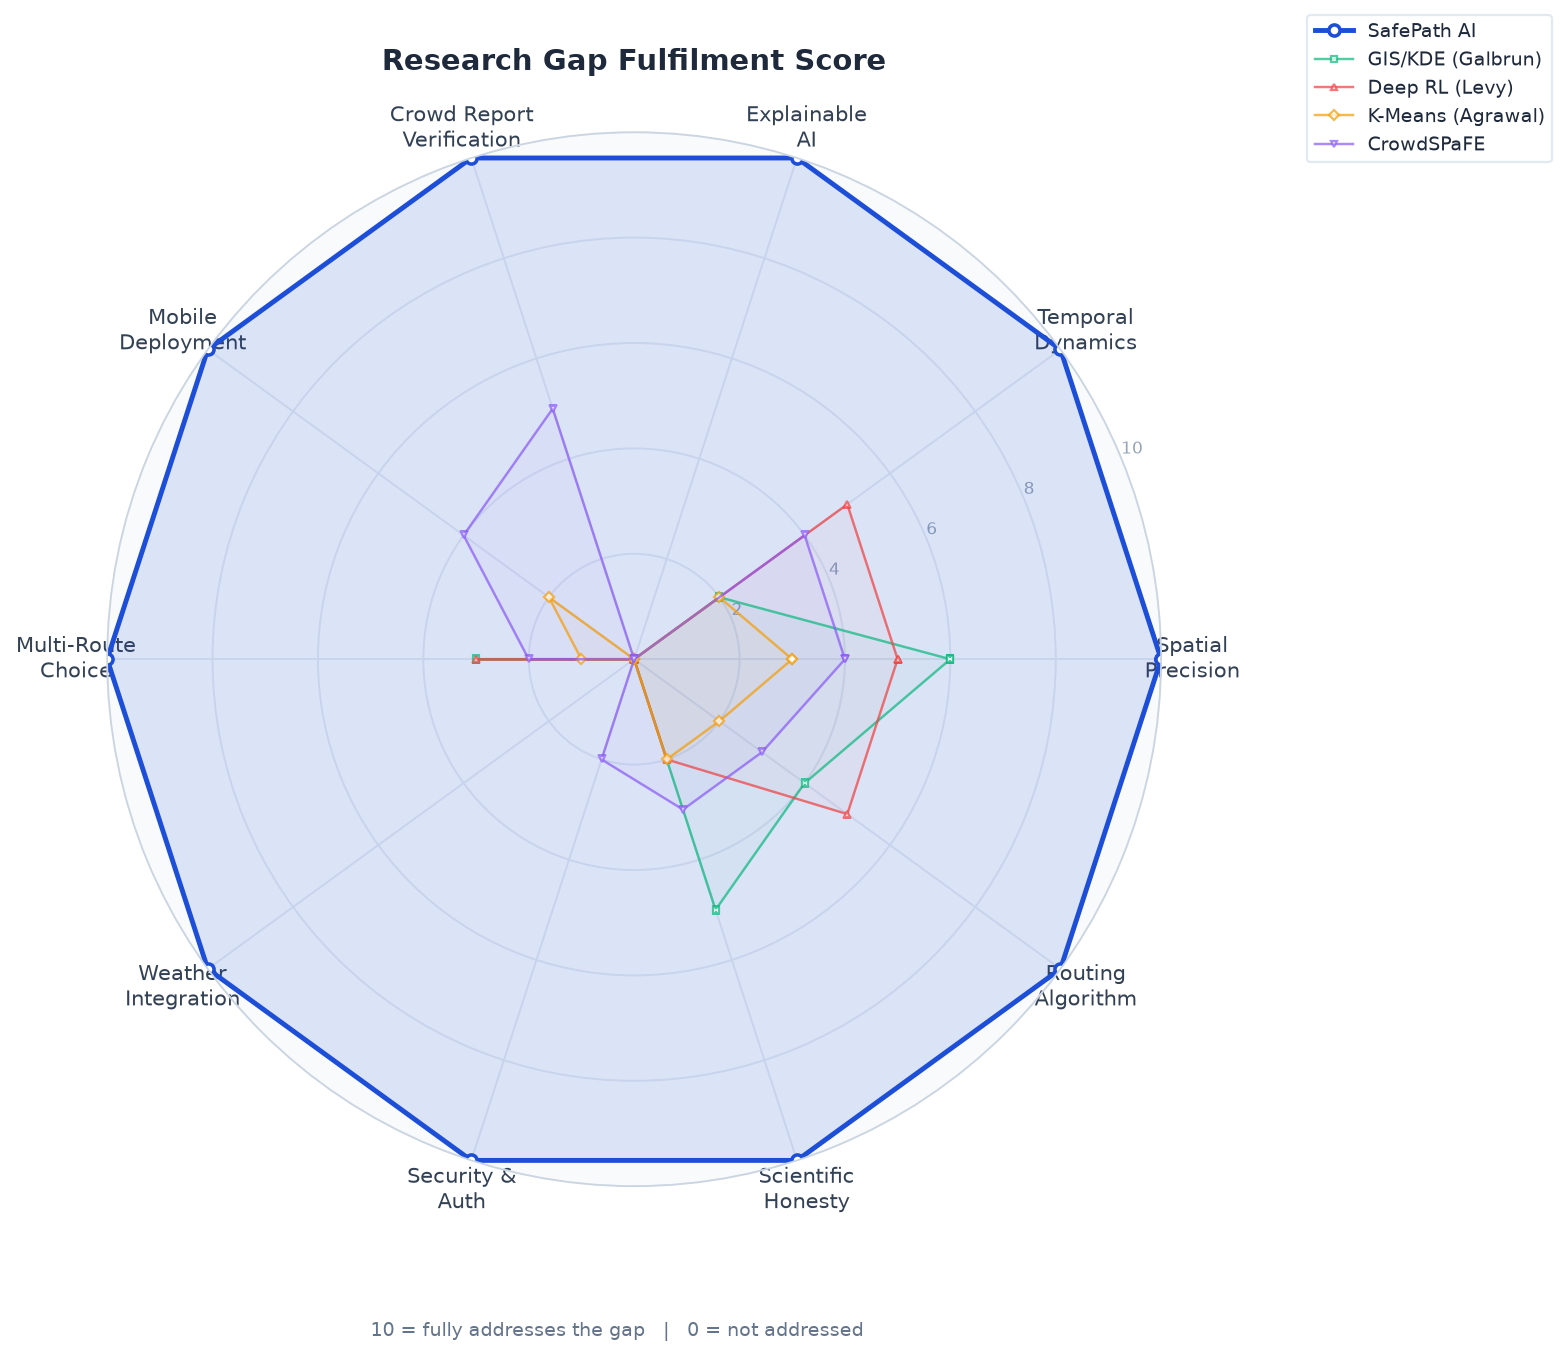 Research Gap Fulfilment Score
SafePath AI
GIS/KDE (Galbrun)
Deep RL (Levy)
K-Means (Agrawal)
CrowdSPaFE
Crowd Report
Verification
Explainable
AI
Mobile
Deployment
Temporal
Dynamics
10
8
6
4
2
Multi-Route
Choice
Spatial
Precision
Weather
Integration
Routing
Algorithm
Security &
Auth
Scientific
Honesty
10 = fully addresses the gap | 0 = not addressed